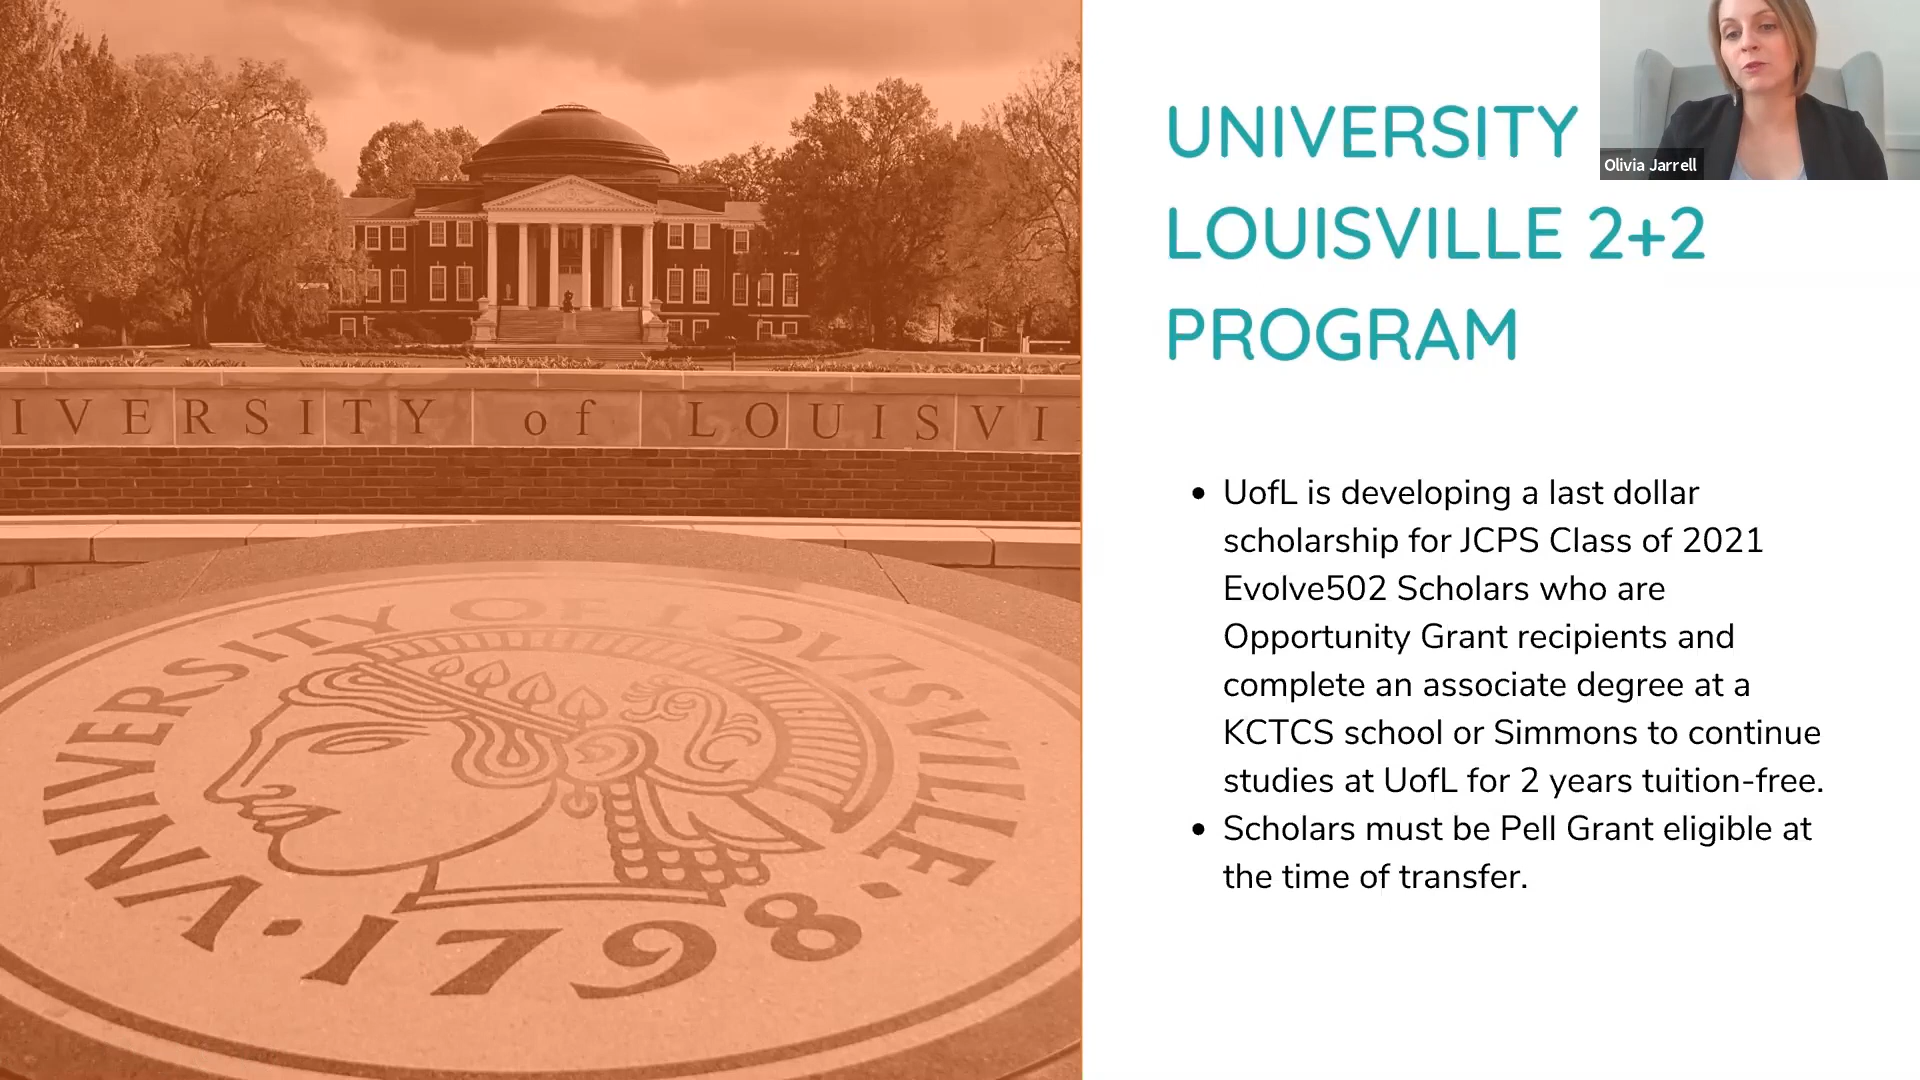 UNIVERSITY
LOUISVILLE 2+2
PROGRAM
Olivia Jarrell
• UofL is developing a last dollar
scholarship for JCPS Class of 2021
Evolve502 Scholars who are
Opportunity Grant recipients and
complete an associate degree at a
KCTCS school or Simmons to continue
studies at UofL for 2 years tuition-free.
• Scholars must be Pell Grant eligible at
the time of transfer.
IVERSITY of LOUISVI
UNIVERSITY OF LOVISVILLE
· 1798 ·